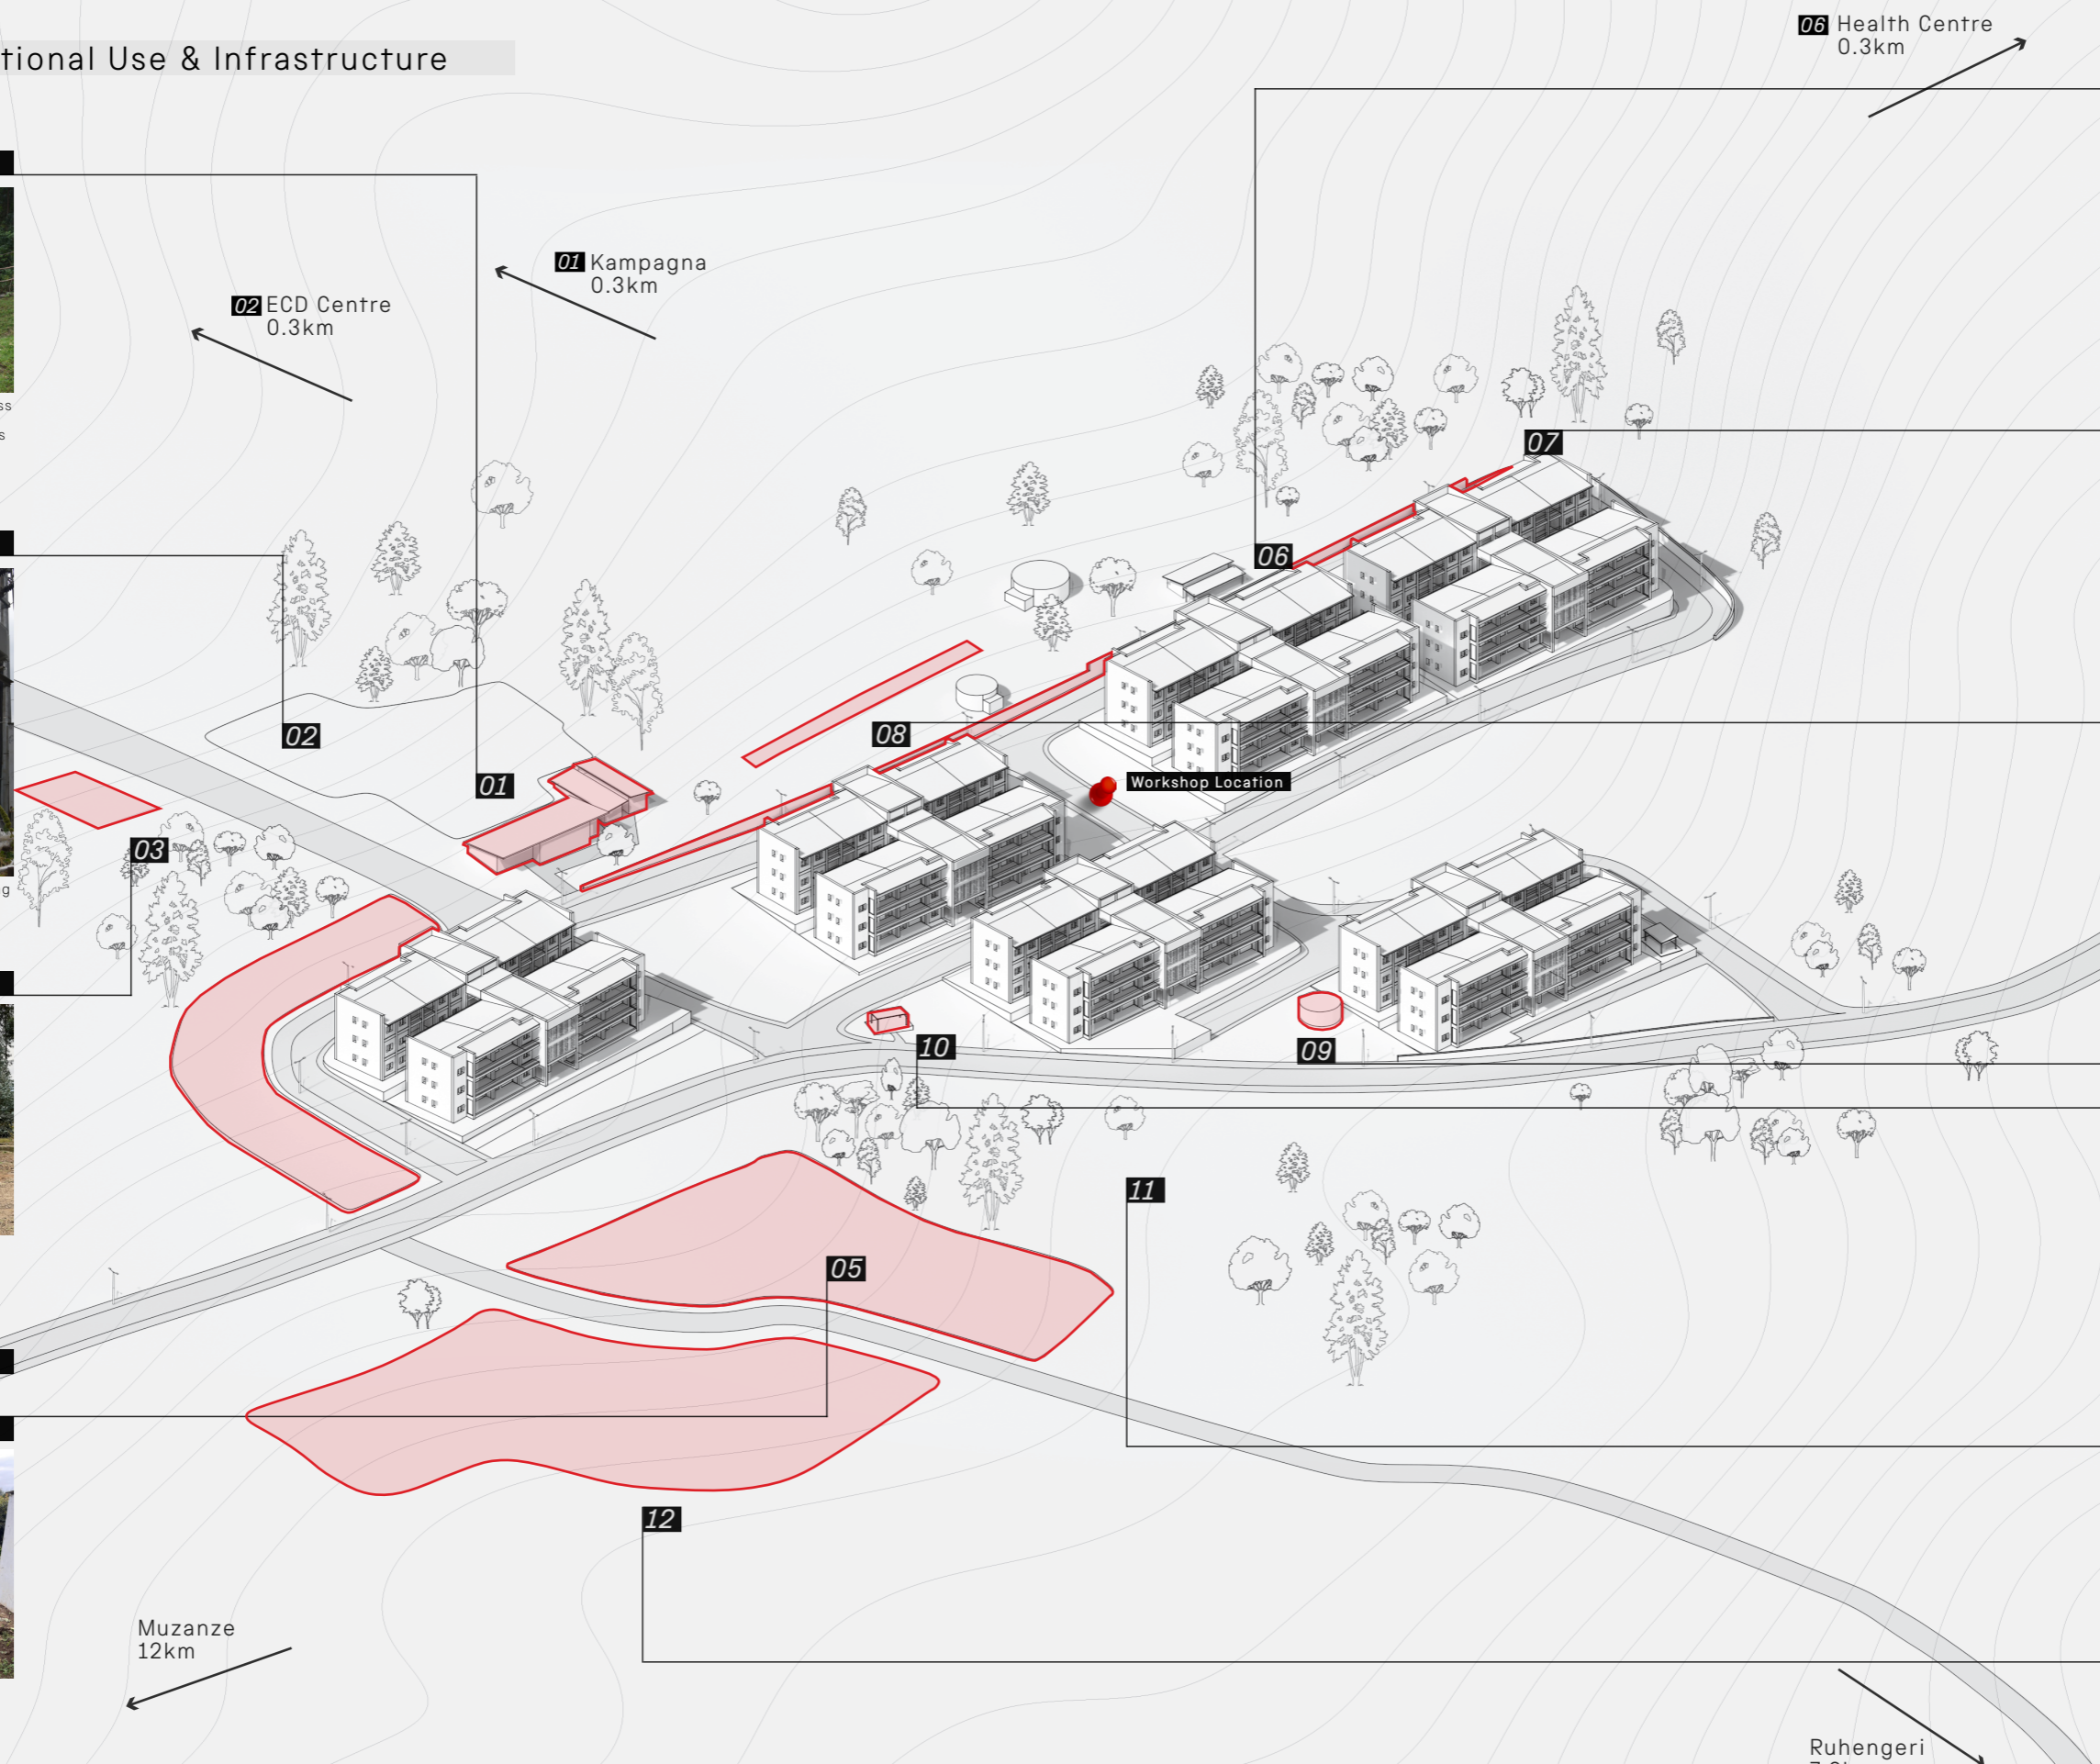 tional Use & Infrastructure
06 Health Centre
0.3km
01 Kampagna
0.3km
02 ECD Centre
0.3km
ss
s
07
06
02
08
01
Workshop Location
03
g
10
09
11
05
12
Muzanze
12km
Ruhengeri